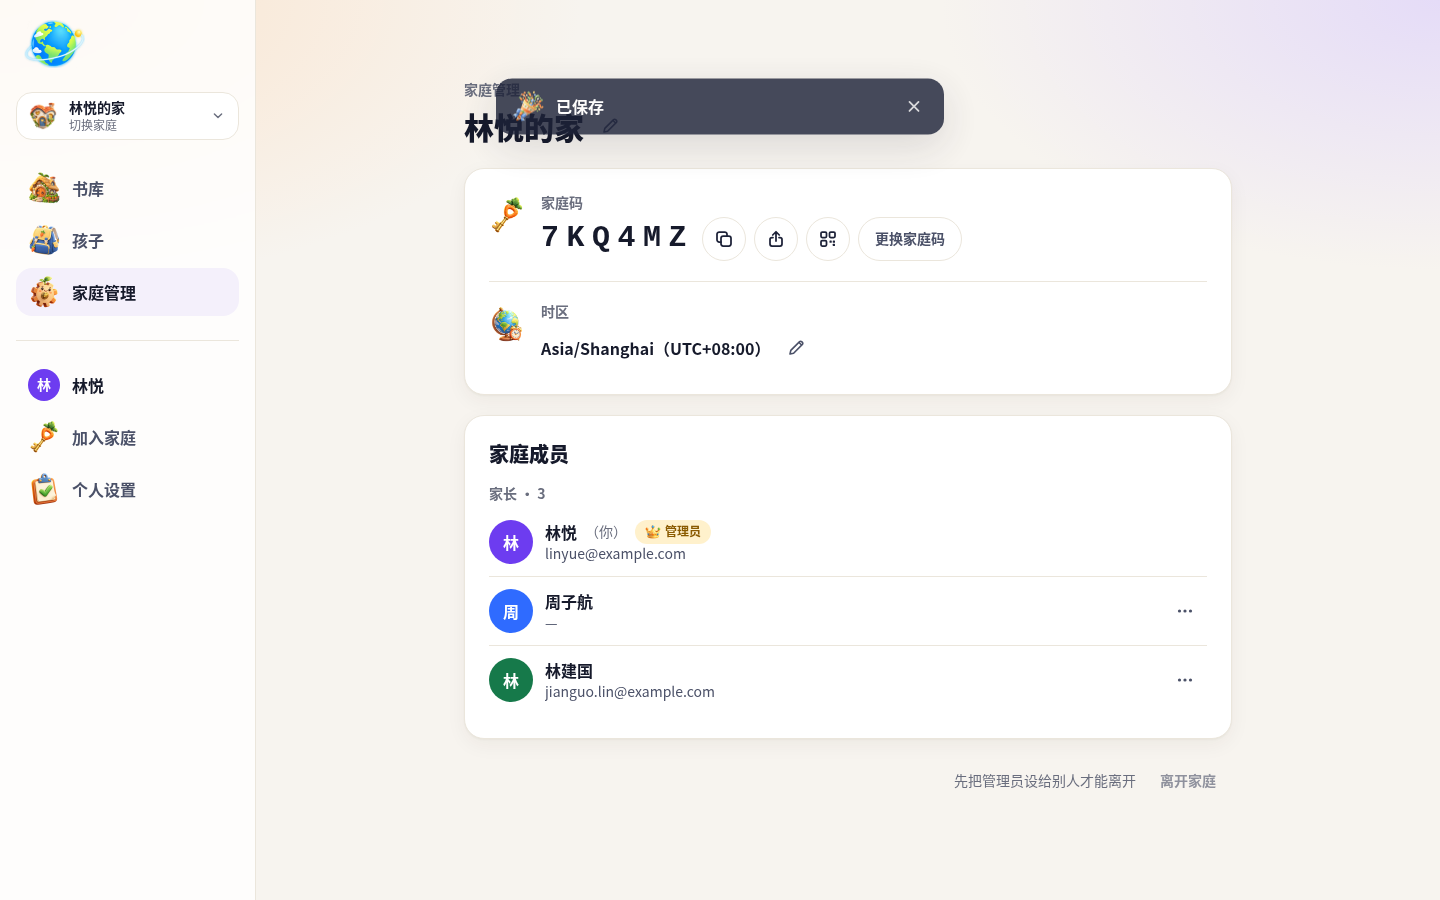 林悦的家
切换家庭
书库
孩子
家庭管理
林
林悦
加入家庭
个人设置
家庭管理
已保存
林悦的家
家庭码
7KQ4MZ
更换家庭码
时区
Asia/Shanghai（UTC+08:00）
家庭成员
家长 · 3
林
林悦 （你） 管理员
linyue@example.com
周
周子航
—
林
林建国
jianguo.lin@example.com
先把管理员设给别人才能离开 离开家庭